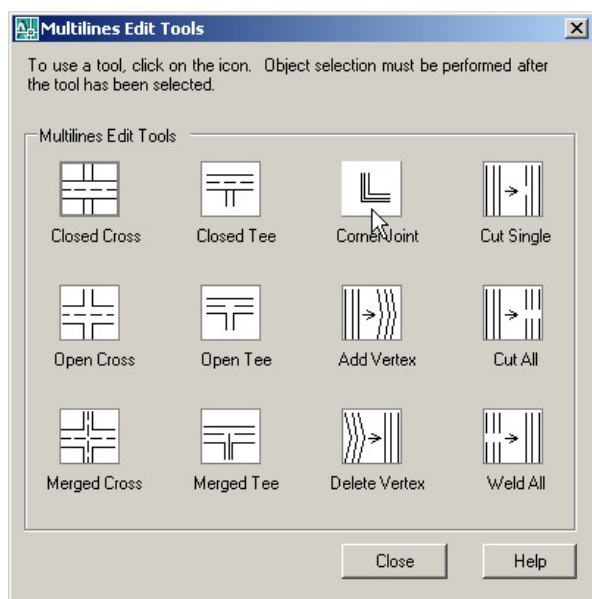 Multilines Edit Tools
To use a tool, click on the icon. Object selection must be performed after
the tool has been selected.
Multilines Edit Tools
Closed Cross Closed Tee Corner Joint Cut Single
Open Cross Open Tee Add Vertex Cut All
Merged Cross Merged Tee Delete Vertex Weld All
Close Help